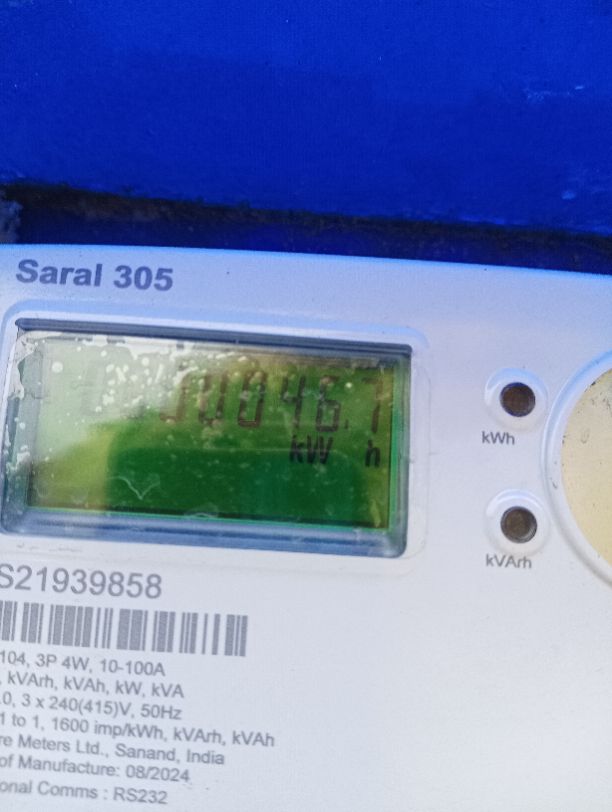 Saral 305
00046.7
kW h
kWh
kVArh
S21939858
104, 3P 4W, 10-100A
, kVArh, kVAh, kW, kVA
.0, 3 x 240(415)V, 50Hz
1 to 1, 1600 imp/kWh, kVArh, kVAh
re Meters Ltd., Sanand, India
of Manufacture: 08/2024
onal Comms : RS232